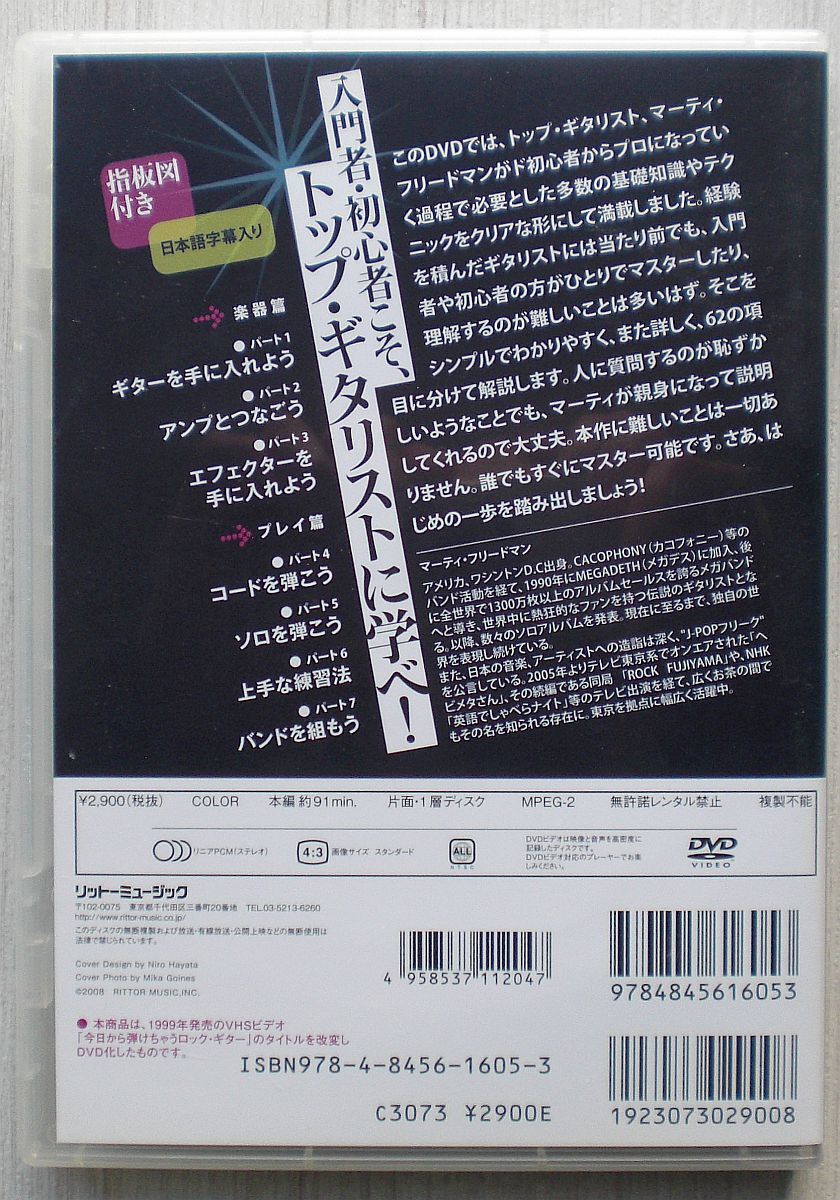 入門者・初心者こそ、
トップ・ギタリストに学べ!
指板図
付き
日本語字幕入り
楽器篇
●パート1
ギターを手に入れよう
●パート2
アンプとつなごう
●パート3
エフェクターを
手に入れよう
プレイ篇
●パート4
コードを弾こう
●パート5
ソロを弾こう
●パート6
上手な練習法
●パート7
バンドを組もう
このDVDでは、トップ・ギタリスト、マーティ・
フリードマンがド初心者からプロになってい
く過程で必要とした多数の基礎知識やテク
ニックをクリアな形にして満載しました。経験
を積んだギタリストには当たり前でも、入門
者や初心者の方がひとりでマスターしたり、
理解するのが難しいことは多いはず。そこを
シンプルでわかりやすく、また詳しく、62の項
目に分けて解説します。人に質問するのが恥ずか
しいようなことでも、マーティが親身になって説明
してくれるので大丈夫。本作に難しいことは一切あ
りません。誰でもすぐにマスター可能です。さあ、は
じめの一歩を踏み出しましょう!
マーティ・フリードマン
アメリカ、ワシントンD.C出身。CACOPHONY(カコフォニー)等の
バンド活動を経て、1990年にMEGADETH(メガデス)に加入、後
に全世界で1300万枚以上のアルバムセールスを誇るメガバンド
へと導き、世界中に熱狂的なファンを持つ伝説のギタリストとな
る。以降、数々のソロアルバムを発表。現在に至るまで、独自の世
界を表現し続けている。
また、日本の音楽、アーティストへの造詣は深く、"J-POPフリーク"
を公言している。2005年よりテレビ東京系でオンエアされた「ヘ
ビメタさん」、その続編である同局「ROCK FUJIYAMA」や、NHK
「英語でしゃべらナイト」等のテレビ出演を経て、広くお茶の間で
もその名を知られる存在に。東京を拠点に幅広く活躍中。
¥2,900(税抜) COLOR 本編 約91min. 片面・1層ディスク MPEG-2 無許諾レンタル禁止 複製不能
リニアPCM(ステレオ) 4:3 画像サイズ スタンダード ALL NTSC
DVDビデオは映像と音声を高密度に
記録したディスクです。
DVDビデオ対応のプレーヤーでお楽
しみください。
DVD
VIDEO
リットーミュージック
〒102-0075 東京都千代田区三番町20番地 TEL.03-5213-6260
http://www.rittor-music.co.jp/
このディスクの無断複製および放送・有線放送・公開上映などの無断使用は
法律で禁じられています。
Cover Design by Niro Hayata
Cover Photo by Mika Goines
©2008 RITTOR MUSIC,INC.
●本商品は、1999年発売のVHSビデオ
「今日から弾けちゃうロック・ギター」のタイトルを改変し
DVD化したものです。
4 958537 112047
9784845616053
ISBN978-4-8456-1605-3
C3073 ¥2900E
1923073029008